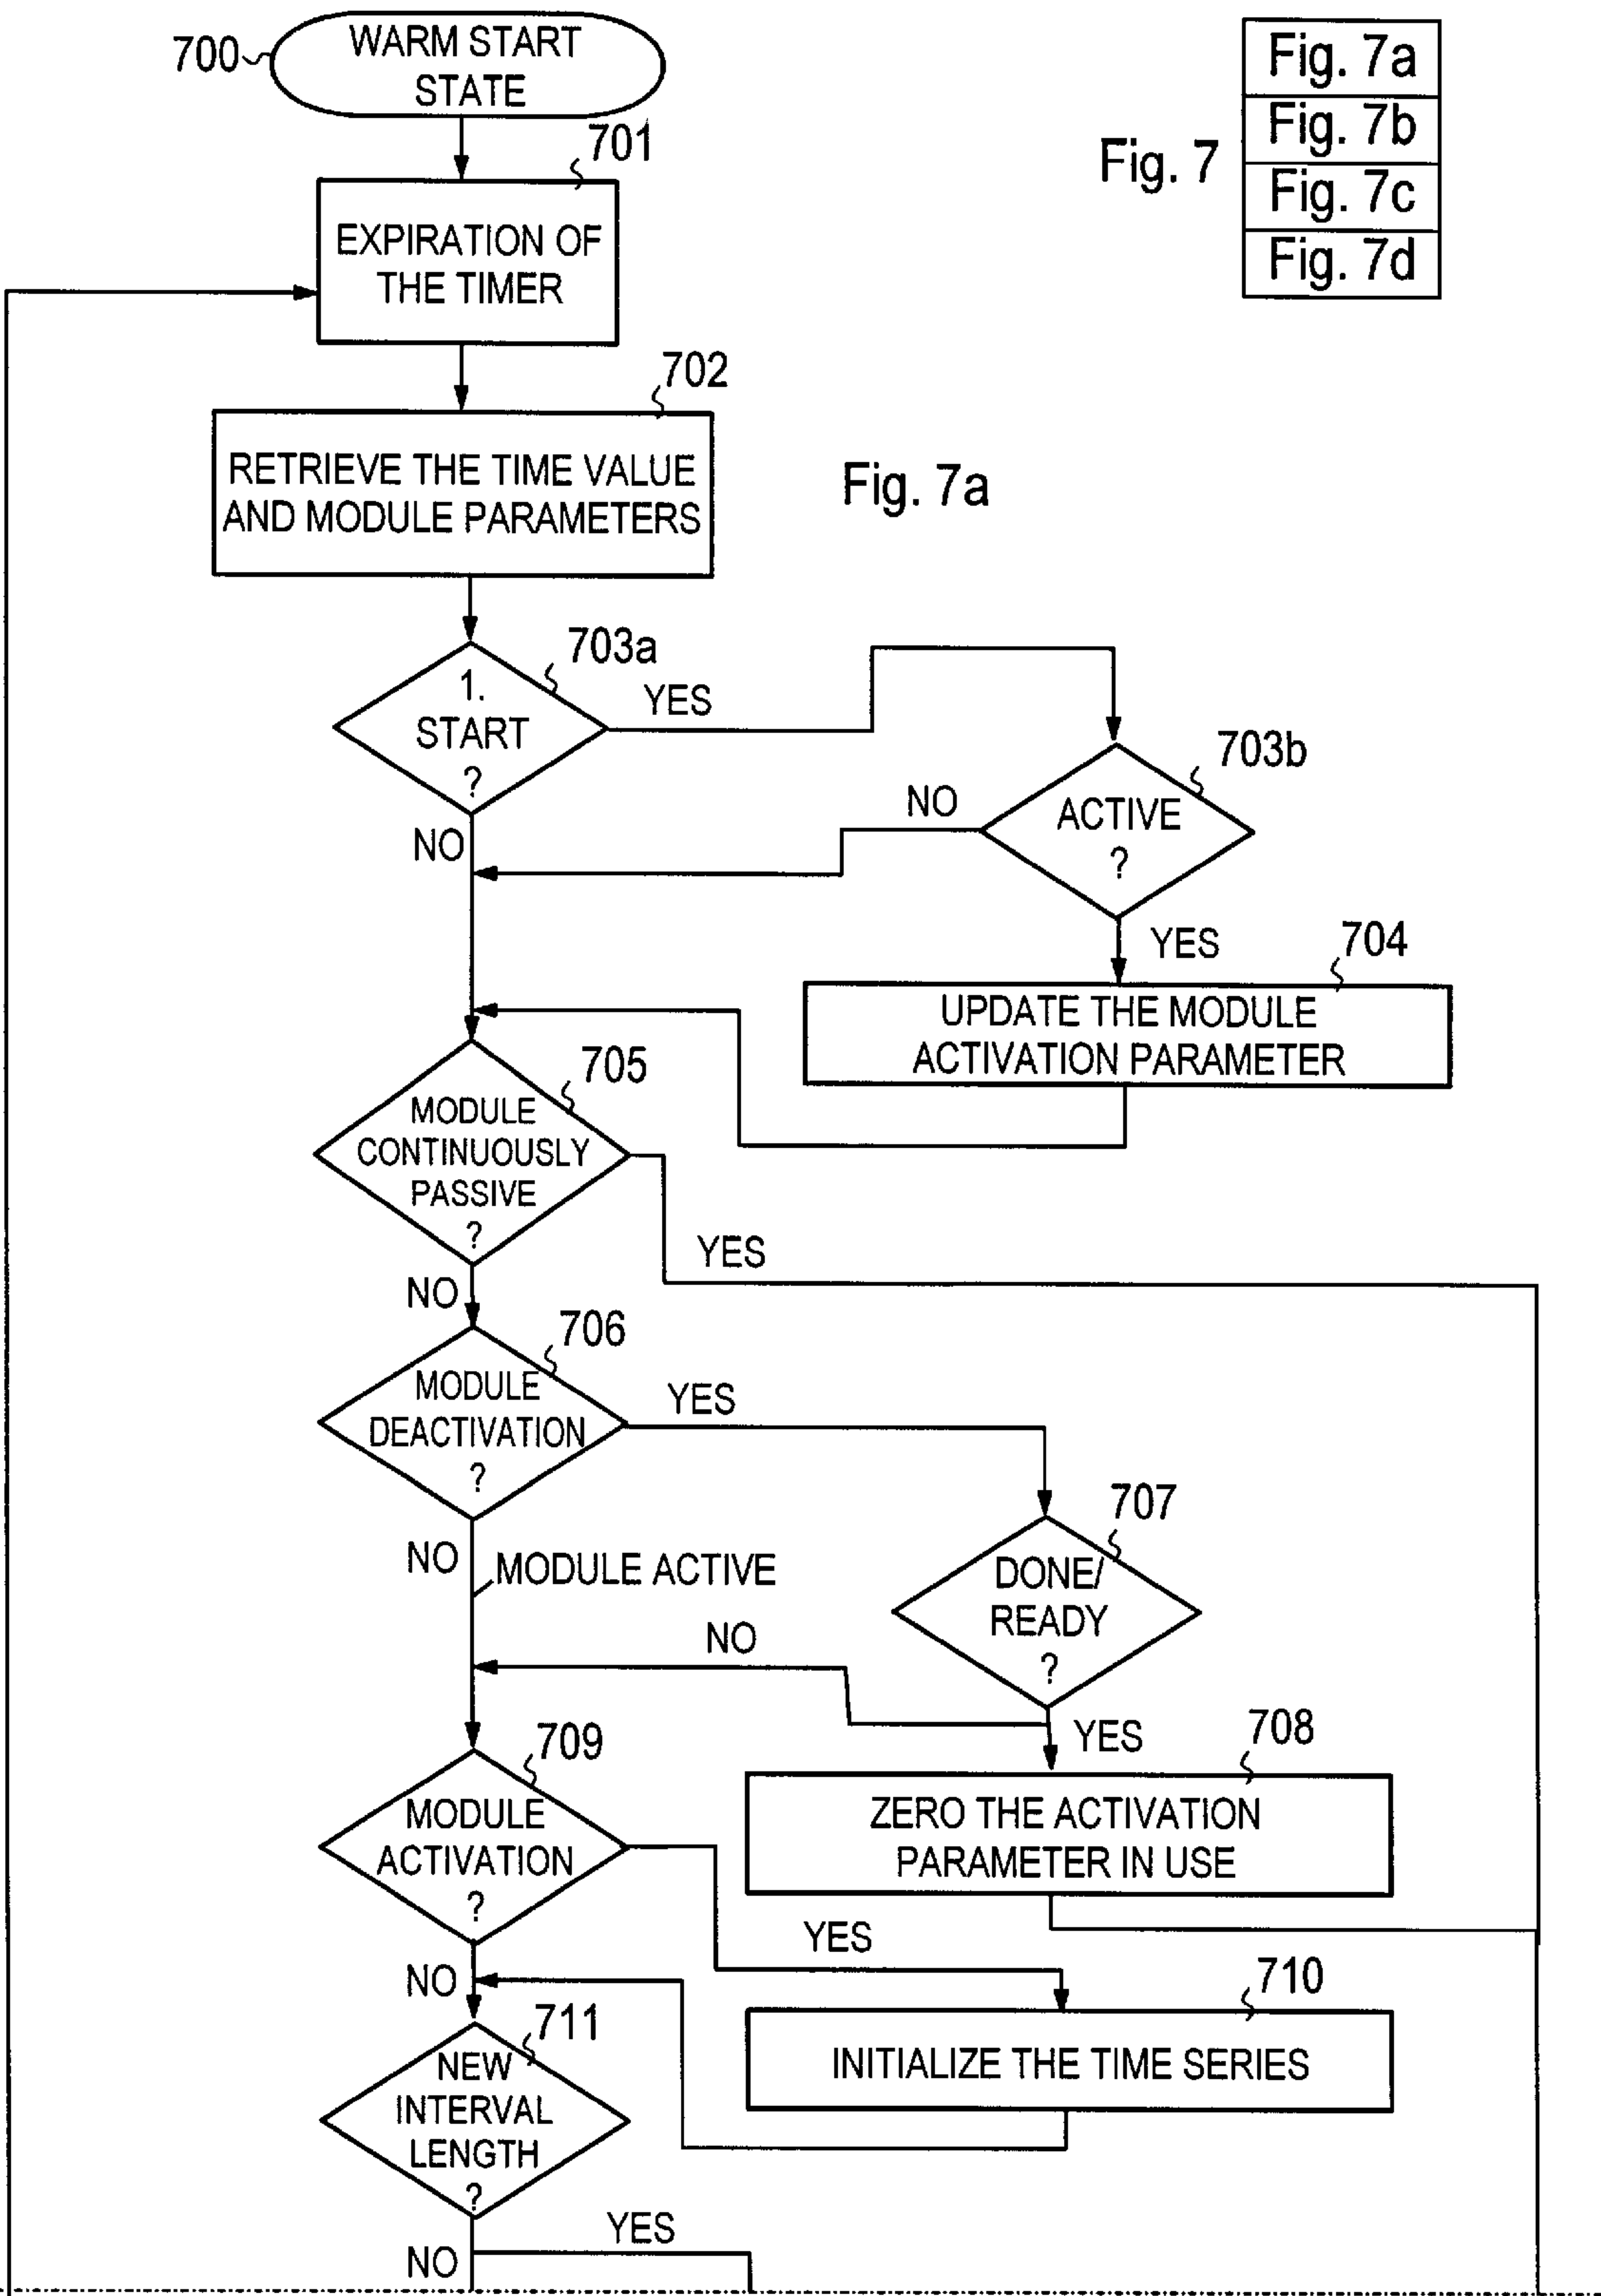 700
WARM START
STATE
Fig. 7
Fig. 7a
Fig. 7b
Fig. 7c
Fig. 7d
701
EXPIRATION OF
THE TIMER
702
RETRIEVE THE TIME VALUE
AND MODULE PARAMETERS
Fig. 7a
703a
1.
START
?
YES
NO
703b
ACTIVE
?
NO
YES
704
UPDATE THE MODULE
ACTIVATION PARAMETER
705
MODULE
CONTINUOUSLY
PASSIVE
?
YES
NO
706
MODULE
DEACTIVATION
?
YES
NO
MODULE ACTIVE
707
DONE/
READY
?
NO
YES
708
ZERO THE ACTIVATION
PARAMETER IN USE
709
MODULE
ACTIVATION
?
YES
NO
710
INITIALIZE THE TIME SERIES
711
NEW
INTERVAL
LENGTH
?
YES
NO